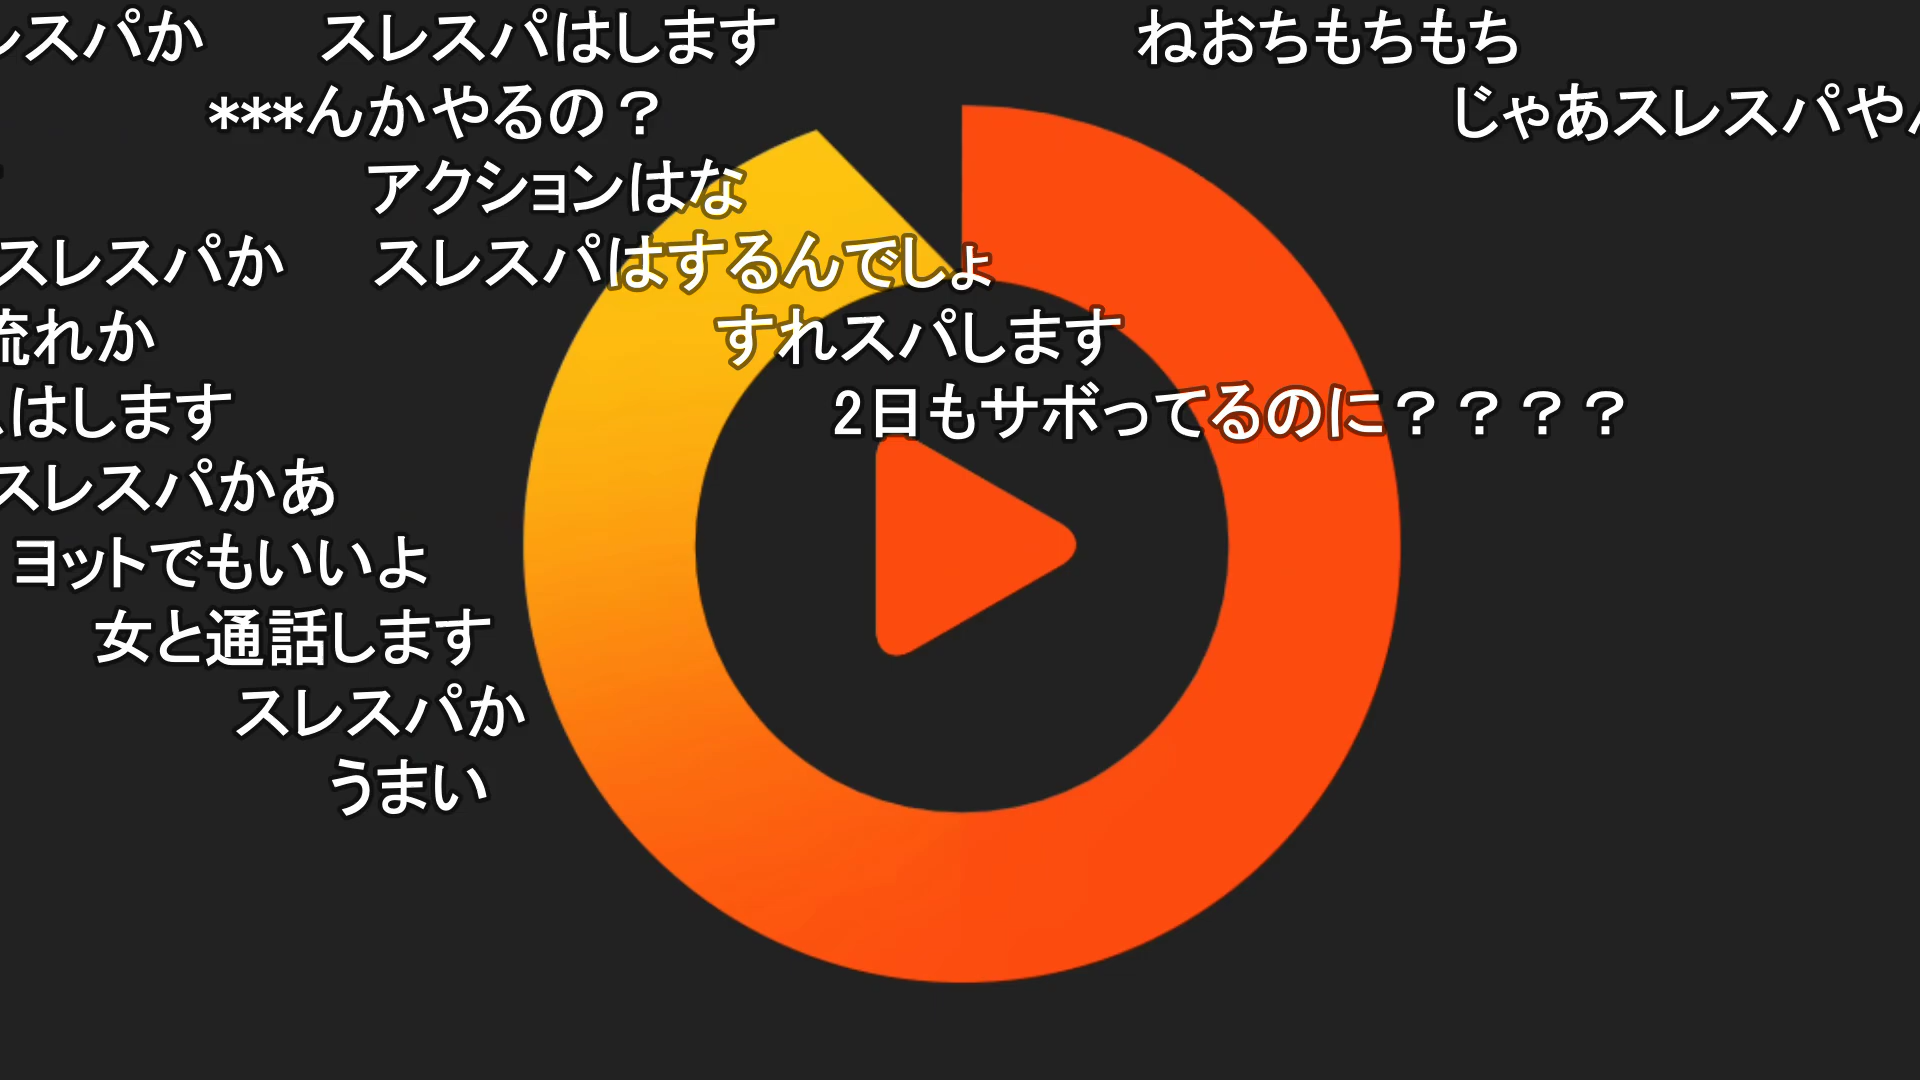 レスパか スレスパはします ねおちもちもち
***んかやるの？ じゃあスレスパや
アクションはな
スレスパか スレスパはするんでしょ
流れか すれスパします
はします 2日もサボってるのに？？？？
スレスパかあ
ヨットでもいいよ
女と通話します
スレスパか
うまい